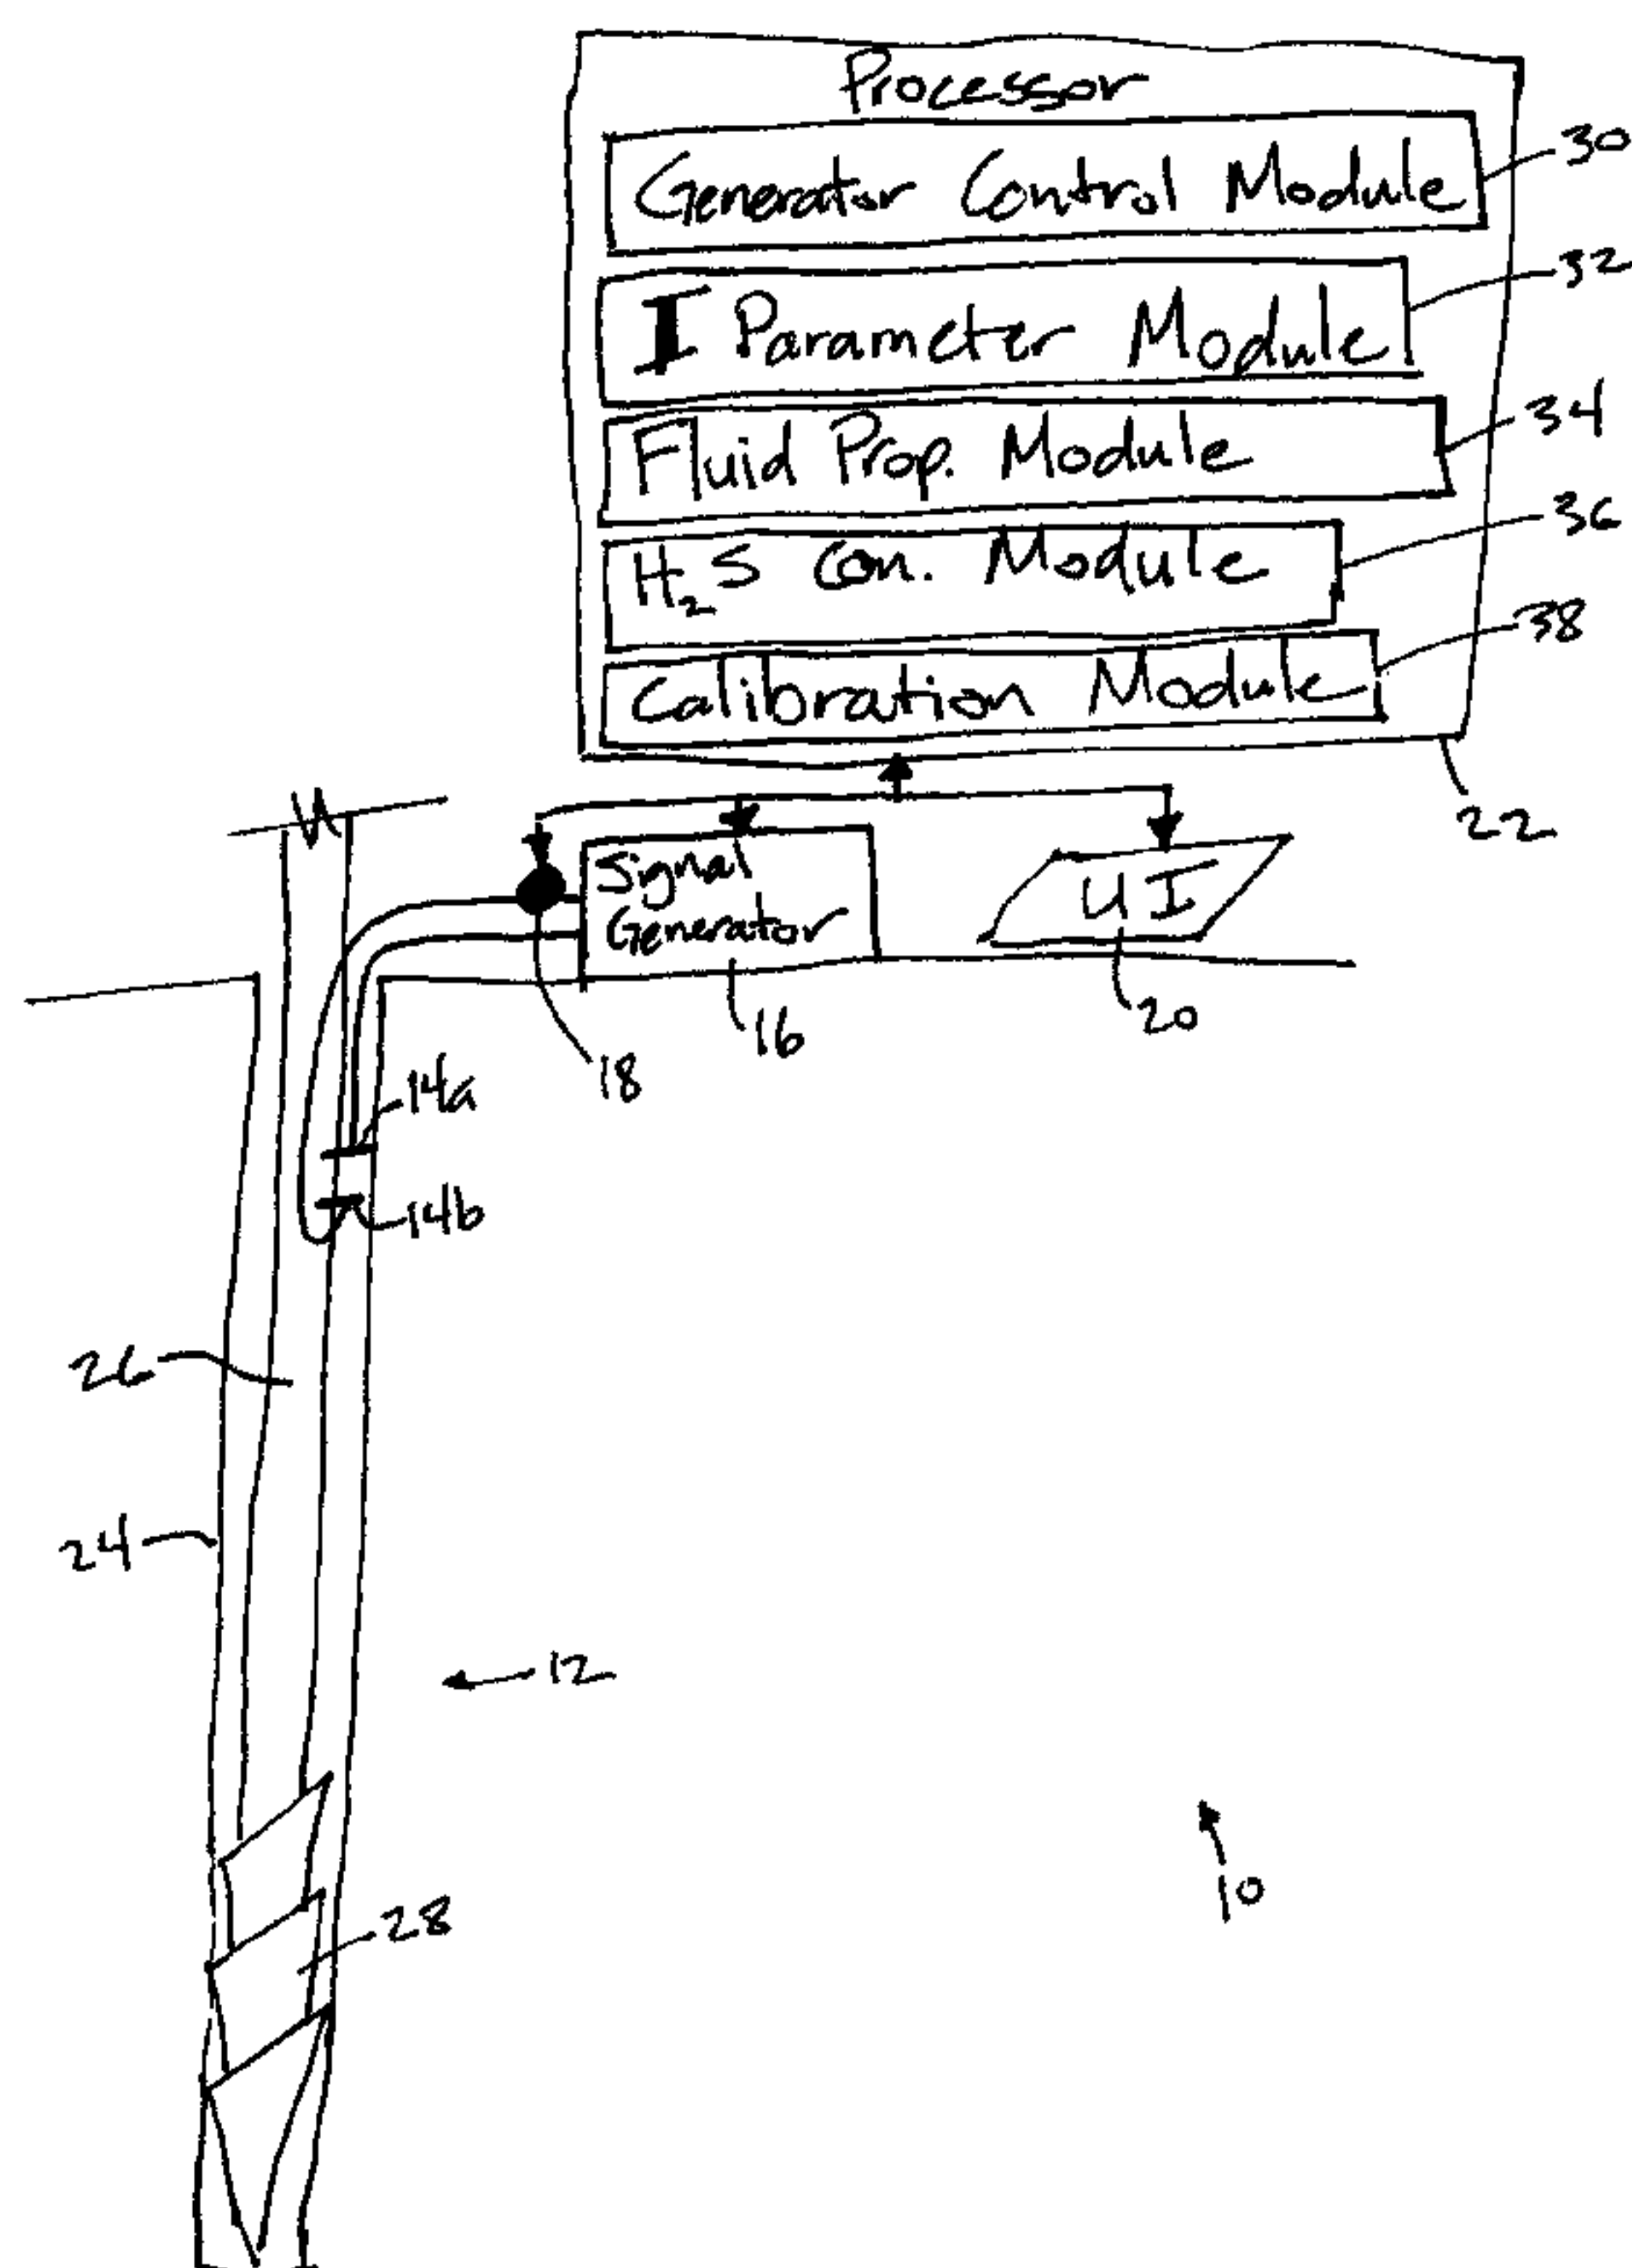 Processor
Generator Control Module
30
I Parameter Module
32
Fluid Prop. Module
34
H₂S Con. Module
36
Calibration Module
38
22
Signal
Generator
UI
20
16
18
14a
14b
26
24
12
10
28